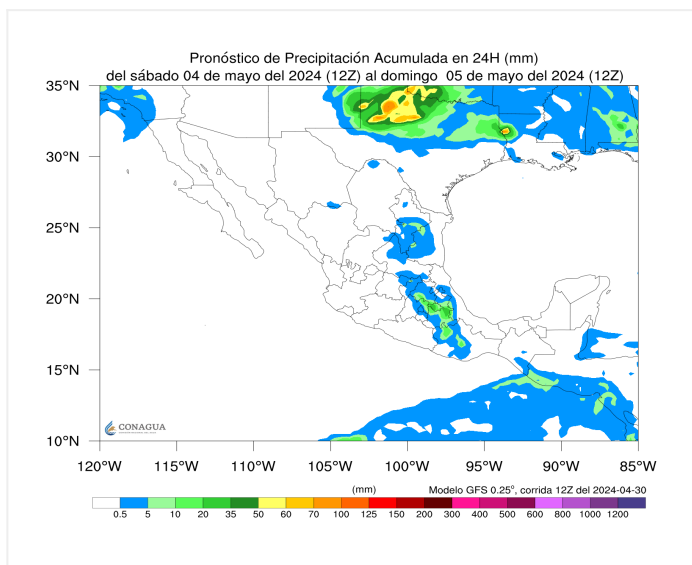 Pronóstico de Precipitación Acumulada en 24H (mm)
del sábado 04 de mayo del 2024 (12Z) al domingo 05 de mayo del 2024 (12Z)
35°N
30°N
25°N
20°N
15°N
10°N
CONAGUA
120°W 115°W 110°W 105°W 100°W 95°W 90°W 85°W
(mm) Modelo GFS 0.25°, corrida 12Z del 2024-04-30
0.5 5 10 20 35 50 60 70 100 125 150 200 300 400 500 600 800 1000 1200